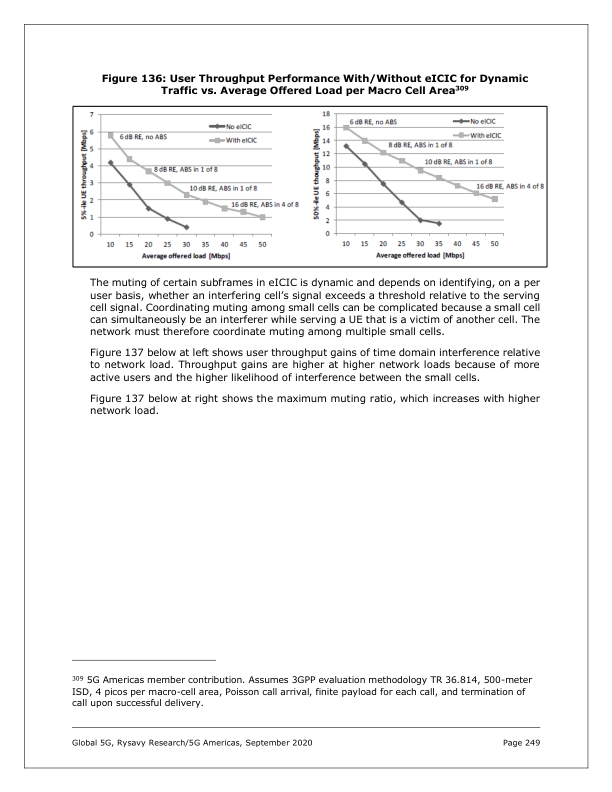 Figure 136: User Throughput Performance With/Without eICIC for Dynamic
Traffic vs. Average Offered Load per Macro Cell Area³⁰⁹
5%-ile UE throughput [Mbps]
7
6
5
4
3
2
1
0
6 dB RE, no ABS
8 dB RE, ABS in 1 of 8
10 dB RE, ABS in 1 of 8
16 dB RE, ABS in 4 of 8
No eICIC
With eICIC
10 15 20 25 30 35 40 45 50
Average offered load [Mbps]
50%-ile UE throughput [Mbps]
18
16
14
12
10
8
6
4
2
0
6 dB RE, no ABS
8 dB RE, ABS in 1 of 8
10 dB RE, ABS in 1 of 8
16 dB RE, ABS in 4 of 8
No eICIC
With eICIC
10 15 20 25 30 35 40 45 50
Average offered load [Mbps]
The muting of certain subframes in eICIC is dynamic and depends on identifying, on a per
user basis, whether an interfering cell's signal exceeds a threshold relative to the serving
cell signal. Coordinating muting among small cells can be complicated because a small cell
can simultaneously be an interferer while serving a UE that is a victim of another cell. The
network must therefore coordinate muting among multiple small cells.
Figure 137 below at left shows user throughput gains of time domain interference relative
to network load. Throughput gains are higher at higher network loads because of more
active users and the higher likelihood of interference between the small cells.
Figure 137 below at right shows the maximum muting ratio, which increases with higher
network load.
³⁰⁹ 5G Americas member contribution. Assumes 3GPP evaluation methodology TR 36.814, 500-meter
ISD, 4 picos per macro-cell area, Poisson call arrival, finite payload for each call, and termination of
call upon successful delivery.
Global 5G, Rysavy Research/5G Americas, September 2020
Page 249